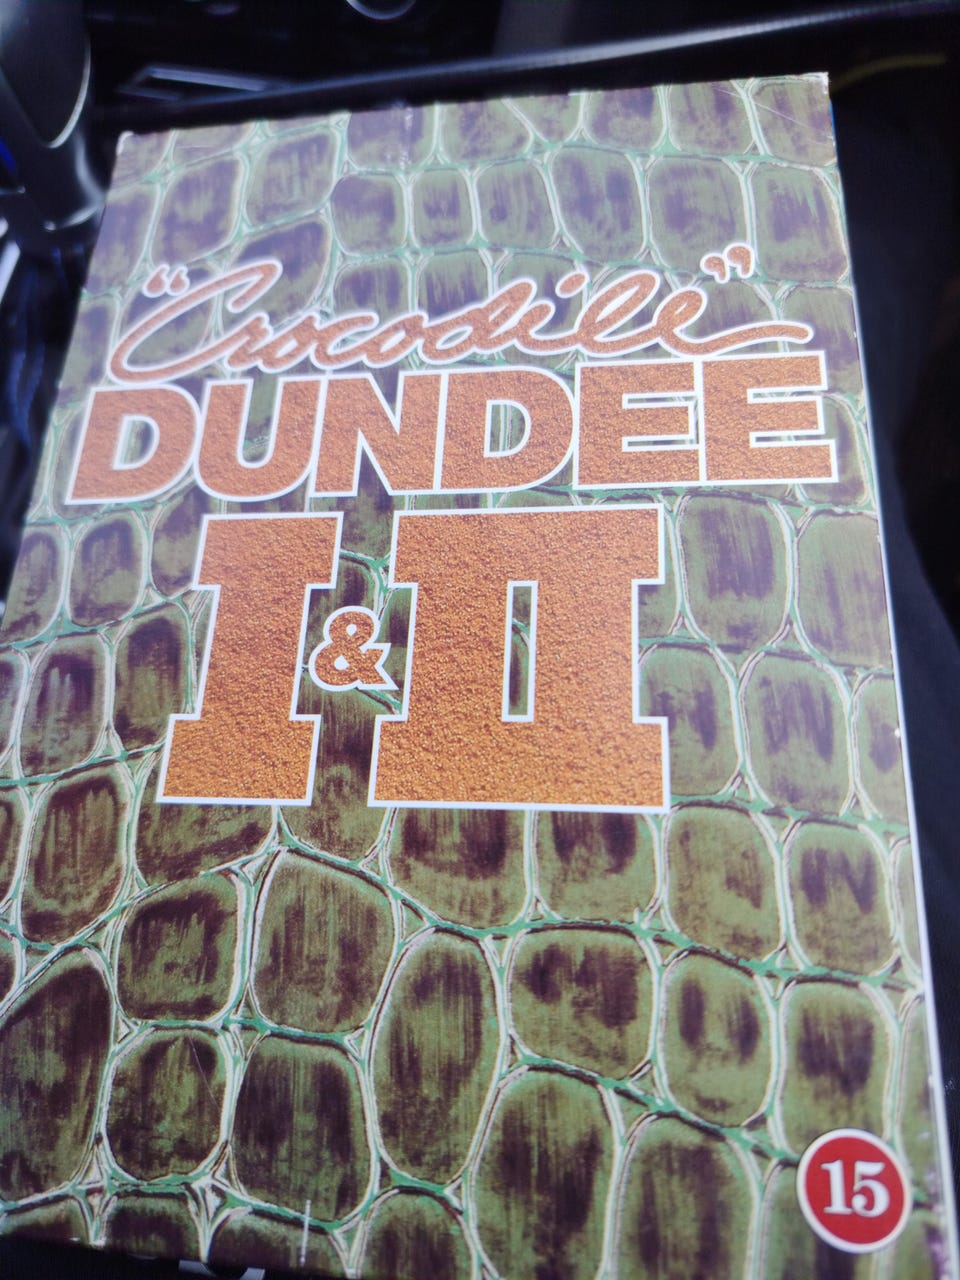 “Crocodile”
DUNDEE
I & II
15